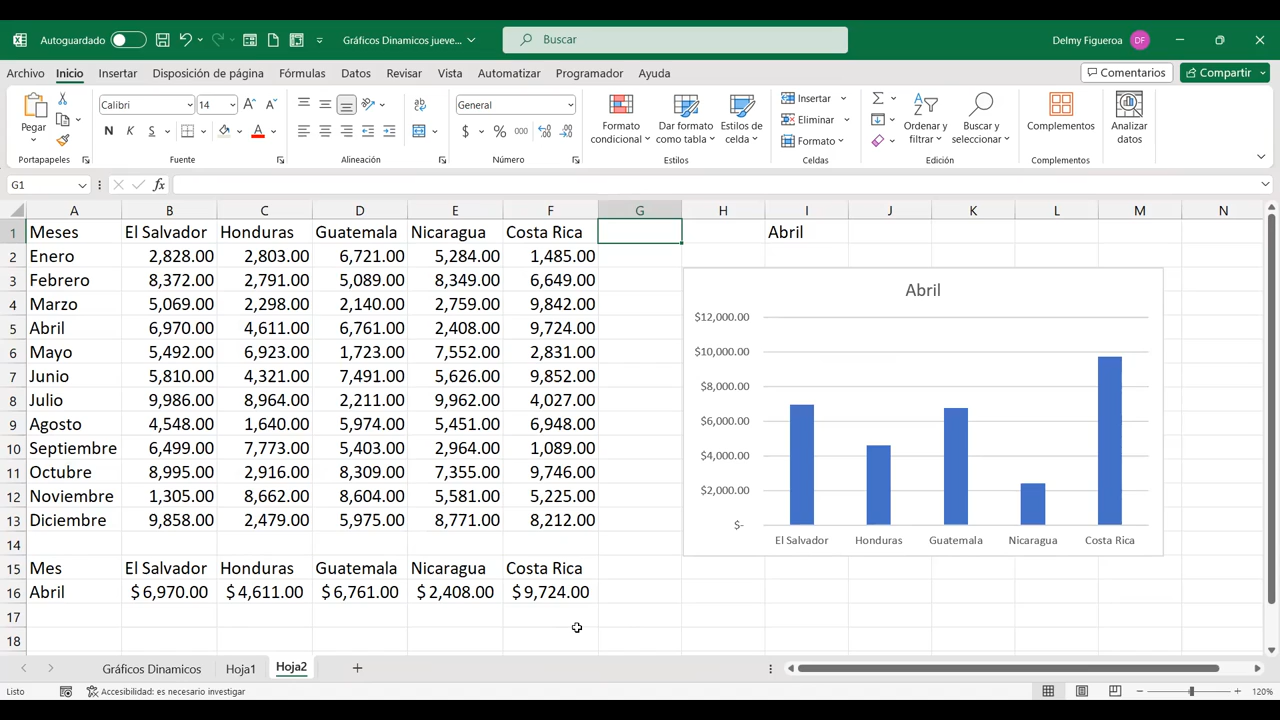 Autoguardado
Gráficos Dinamicos jueve...
Buscar
Delmy Figueroa DF
Archivo Inicio Insertar Disposición de página Fórmulas Datos Revisar Vista Automatizar Programador Ayuda
Comentarios Compartir
Pegar
Portapapeles
Calibri 14
N K S
Fuente
Alineación
General
$ % 000
Número
Formato condicional
Dar formato como tabla
Estilos de celda
Estilos
Insertar
Eliminar
Formato
Celdas
Ordenar y filtrar
Buscar y seleccionar
Edición
Complementos
Complementos
Analizar datos
G1 fx
A B C D E F G H I J K L M N
1 Meses El Salvador Honduras Guatemala Nicaragua Costa Rica Abril
2 Enero 2,828.00 2,803.00 6,721.00 5,284.00 1,485.00
3 Febrero 8,372.00 2,791.00 5,089.00 8,349.00 6,649.00
4 Marzo 5,069.00 2,298.00 2,140.00 2,759.00 9,842.00
5 Abril 6,970.00 4,611.00 6,761.00 2,408.00 9,724.00
6 Mayo 5,492.00 6,923.00 1,723.00 7,552.00 2,831.00
7 Junio 5,810.00 4,321.00 7,491.00 5,626.00 9,852.00
8 Julio 9,986.00 8,964.00 2,211.00 9,962.00 4,027.00
9 Agosto 4,548.00 1,640.00 5,974.00 5,451.00 6,948.00
10 Septiembre 6,499.00 7,773.00 5,403.00 2,964.00 1,089.00
11 Octubre 8,995.00 2,916.00 8,309.00 7,355.00 9,746.00
12 Noviembre 1,305.00 8,662.00 8,604.00 5,581.00 5,225.00
13 Diciembre 9,858.00 2,479.00 5,975.00 8,771.00 8,212.00
14
15 Mes El Salvador Honduras Guatemala Nicaragua Costa Rica
16 Abril $ 6,970.00 $ 4,611.00 $ 6,761.00 $ 2,408.00 $ 9,724.00
17
18
Abril
$12,000.00
$10,000.00
$8,000.00
$6,000.00
$4,000.00
$2,000.00
$-
El Salvador Honduras Guatemala Nicaragua Costa Rica
Gráficos Dinamicos Hoja1 Hoja2
Listo Accesibilidad: es necesario investigar 120%